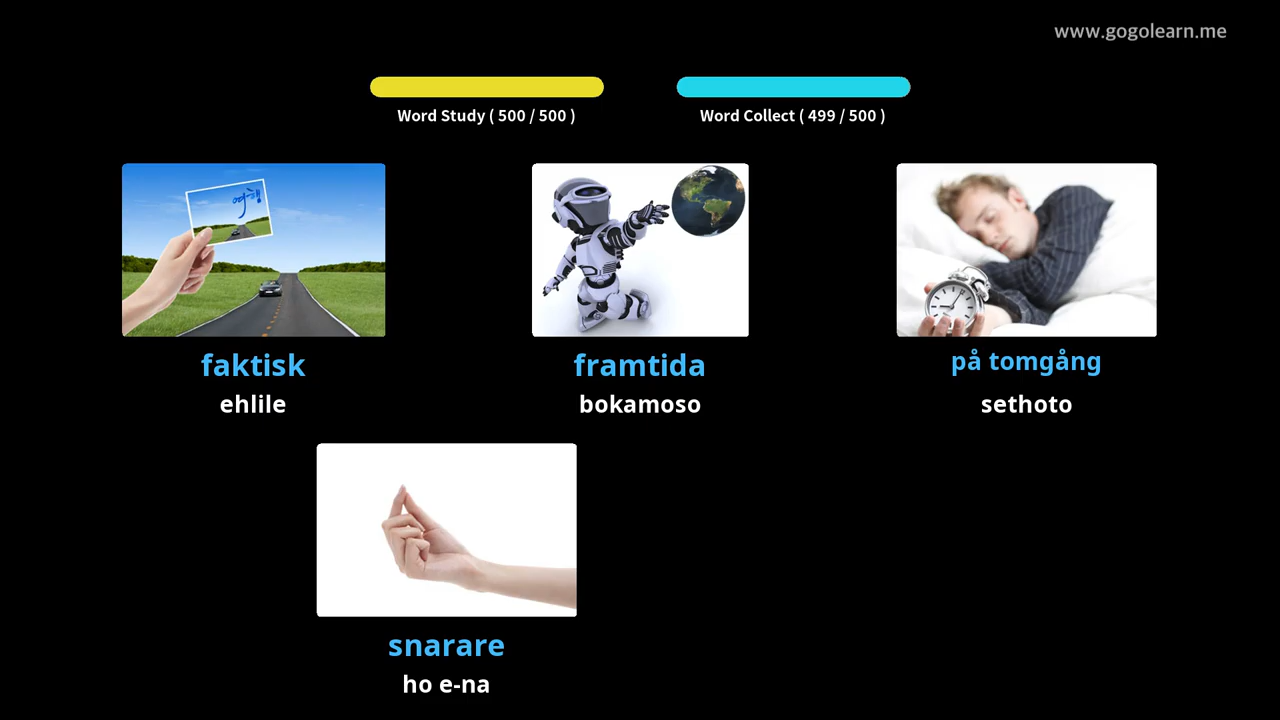 www.gogolearn.me
Word Study ( 500 / 500 )
Word Collect ( 499 / 500 )
faktisk
ehlile
framtida
bokamoso
på tomgång
sethoto
snarare
ho e-na